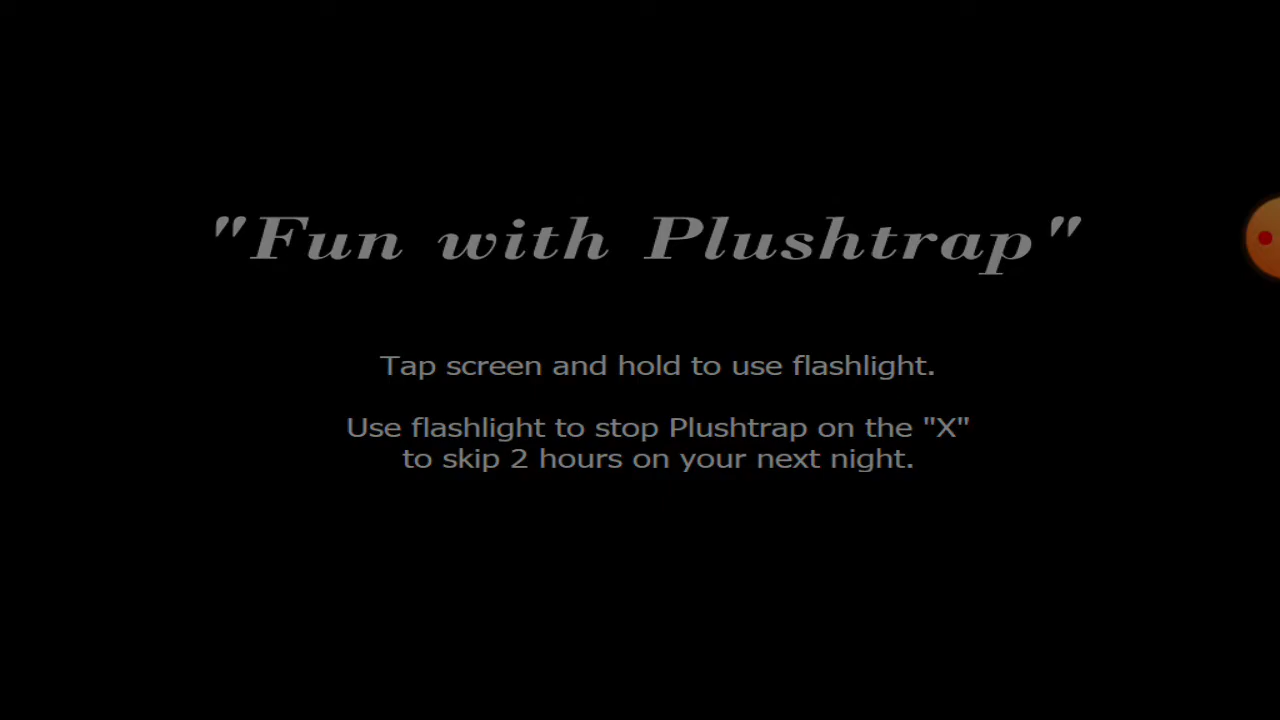 "Fun with Plushtrap"
Tap screen and hold to use flashlight.
Use flashlight to stop Plushtrap on the "X"
to skip 2 hours on your next night.